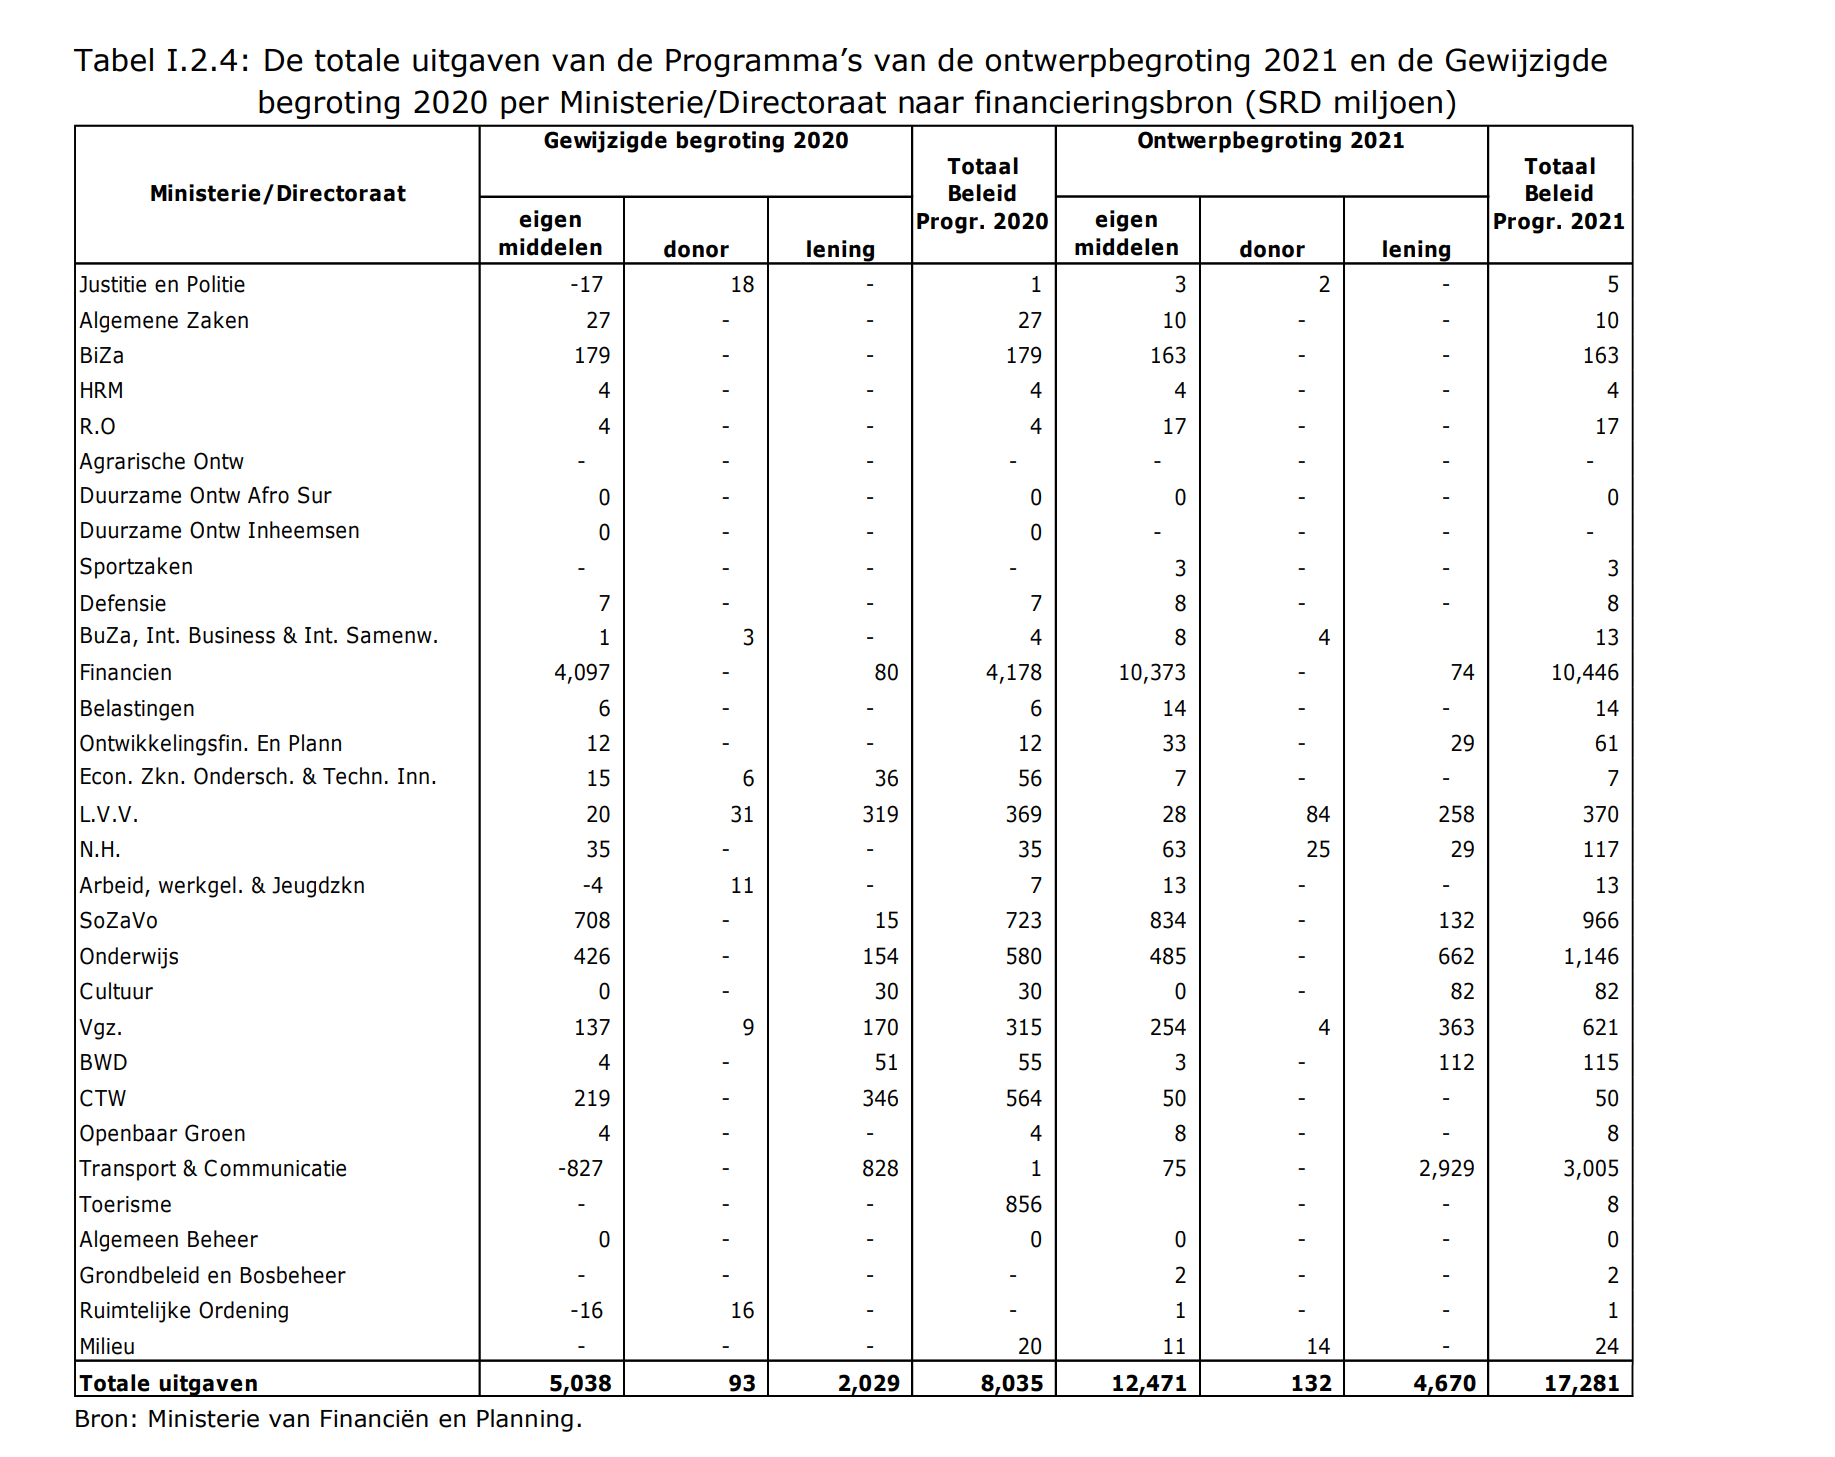 Tabel I.2.4: De totale uitgaven van de Programma’s van de ontwerpbegroting 2021 en de Gewijzigde
begroting 2020 per Ministerie/Directoraat naar financieringsbron (SRD miljoen)
Ministerie/Directoraat Gewijzigde begroting 2020 Totaal Beleid Progr. 2020 Ontwerpbegroting 2021 Totaal Beleid Progr. 2021
eigen middelen donor lening eigen middelen donor lening
Justitie en Politie -17 18 - 1 3 2 - 5
Algemene Zaken 27 - - 27 10 - - 10
BiZa 179 - - 179 163 - - 163
HRM 4 - - 4 4 - - 4
R.O 4 - - 4 17 - - 17
Agrarische Ontw - - - - - - - -
Duurzame Ontw Afro Sur 0 - - 0 0 - - 0
Duurzame Ontw Inheemsen 0 - - 0 - - - -
Sportzaken - - - - 3 - - 3
Defensie 7 - - 7 8 - - 8
BuZa, Int. Business & Int. Samenw. 1 3 - 4 8 4 13
Financien 4,097 - 80 4,178 10,373 - 74 10,446
Belastingen 6 - - 6 14 - - 14
Ontwikkelingsfin. En Plann 12 - - 12 33 - 29 61
Econ. Zkn. Ondersch. & Techn. Inn. 15 6 36 56 7 - - 7
L.V.V. 20 31 319 369 28 84 258 370
N.H. 35 - - 35 63 25 29 117
Arbeid, werkgel. & Jeugdzkn -4 11 - 7 13 - - 13
SoZaVo 708 - 15 723 834 - 132 966
Onderwijs 426 - 154 580 485 - 662 1,146
Cultuur 0 - 30 30 0 - 82 82
Vgz. 137 9 170 315 254 4 363 621
BWD 4 - 51 55 3 - 112 115
CTW 219 - 346 564 50 - - 50
Openbaar Groen 4 - - 4 8 - - 8
Transport & Communicatie -827 - 828 1 75 - 2,929 3,005
Toerisme - - - 856 - - 8
Algemeen Beheer 0 - - 0 0 - - 0
Grondbeleid en Bosbeheer - - - - 2 - - 2
Ruimtelijke Ordening -16 16 - - 1 - - 1
Milieu - - - 20 11 14 - 24
Totale uitgaven 5,038 93 2,029 8,035 12,471 132 4,670 17,281
Bron: Ministerie van Financiën en Planning.